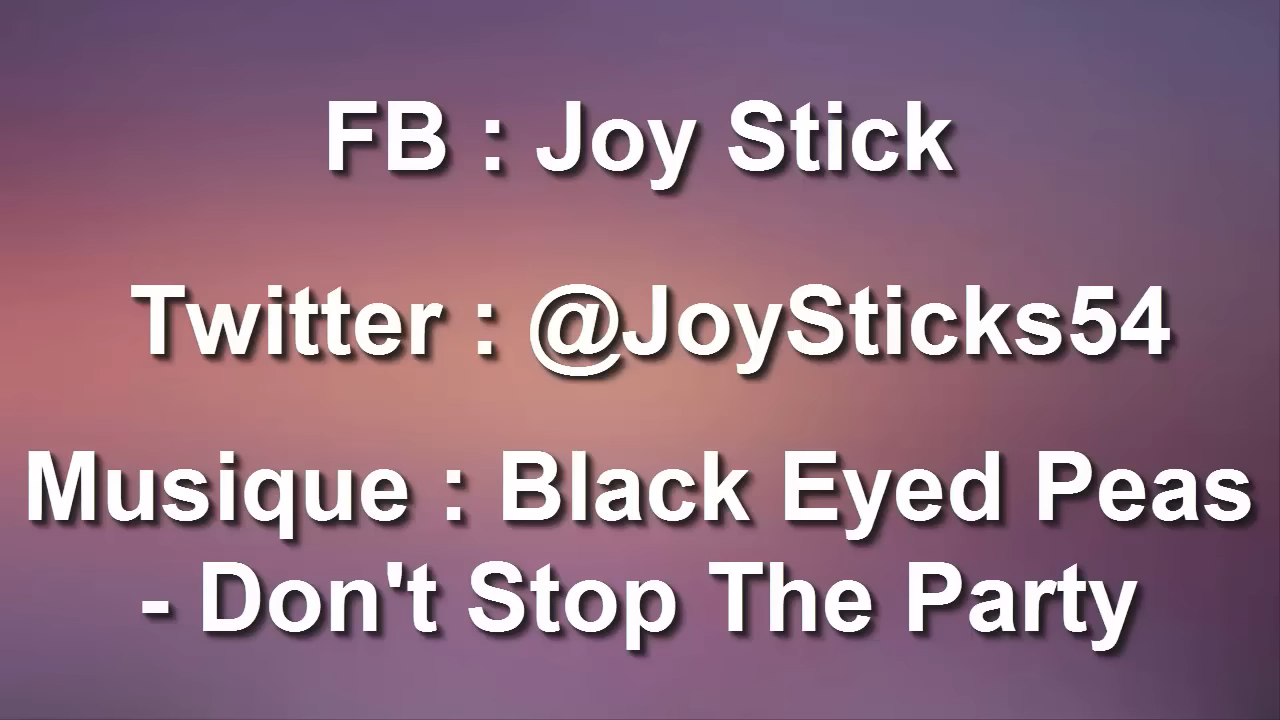 FB : Joy Stick
Twitter : @JoySticks54
Musique : Black Eyed Peas
- Don't Stop The Party